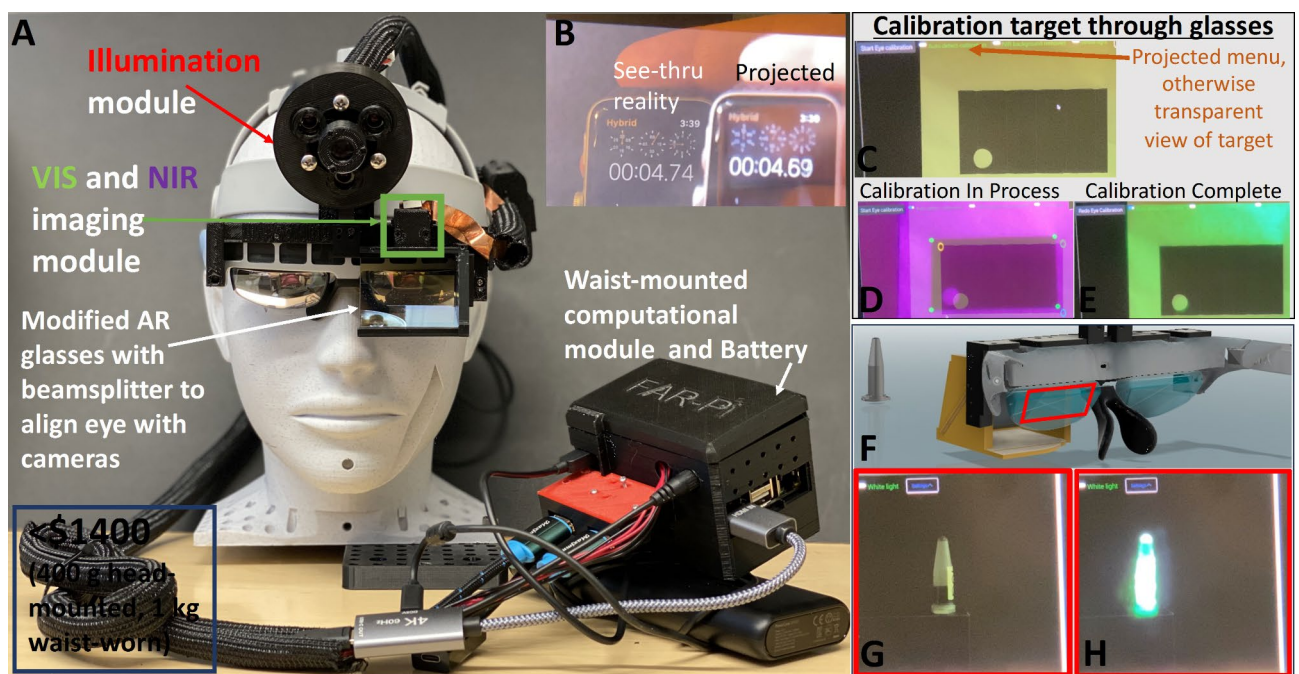 A
Illumination
module
VIS and NIR
imaging
module
Modified AR
glasses with
beamsplitter to
align eye with
cameras
<$1400
(400 g head-
mounted, 1 kg
waist-worn)
Waist-mounted
computational
module and Battery
FAR-Pi
4K
60Hz
B
See-thru
reality
Projected
Hybrid
3:39
00:04.74
Hybrid
3:39
00:04.69
Calibration target through glasses
Start Eye calibration
Projected menu,
otherwise
transparent
view of target
C
Calibration In Process
Calibration Complete
Start Eye calibration
D
Redo Eye Calibration
E
F
White light
G
White light
H